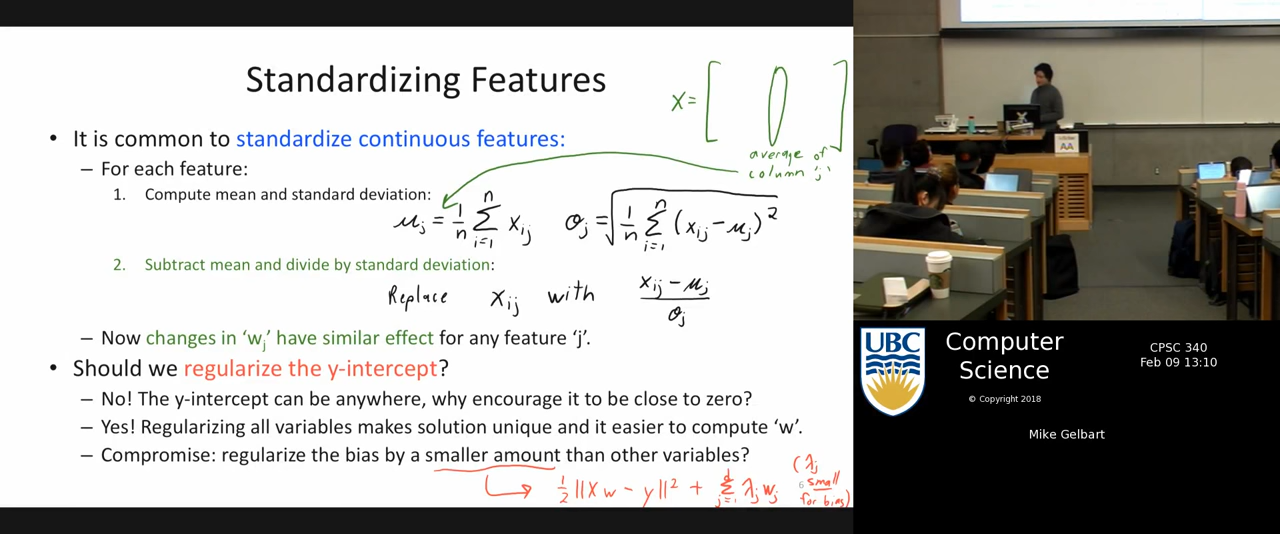 Standardizing Features
X =
average of
column 'j'
• It is common to standardize continuous features:
– For each feature:
1. Compute mean and standard deviation:
μj = 1/n Σ i=1 n xij   σj = √(1/n Σ i=1 n (xij − μj)²)
2. Subtract mean and divide by standard deviation:
Replace xij with (xij − μj)/σj
– Now changes in 'wj' have similar effect for any feature 'j'.
• Should we regularize the y-intercept?
– No! The y-intercept can be anywhere, why encourage it to be close to zero?
– Yes! Regularizing all variables makes solution unique and it easier to compute 'w'.
– Compromise: regularize the bias by a smaller amount than other variables?
½||Xw − y||² + Σ j=1 d λj wj
(λj
small
for bias)
6
AA
UBC
Computer
Science
© Copyright 2018
Mike Gelbart
CPSC 340
Feb 09 13:10